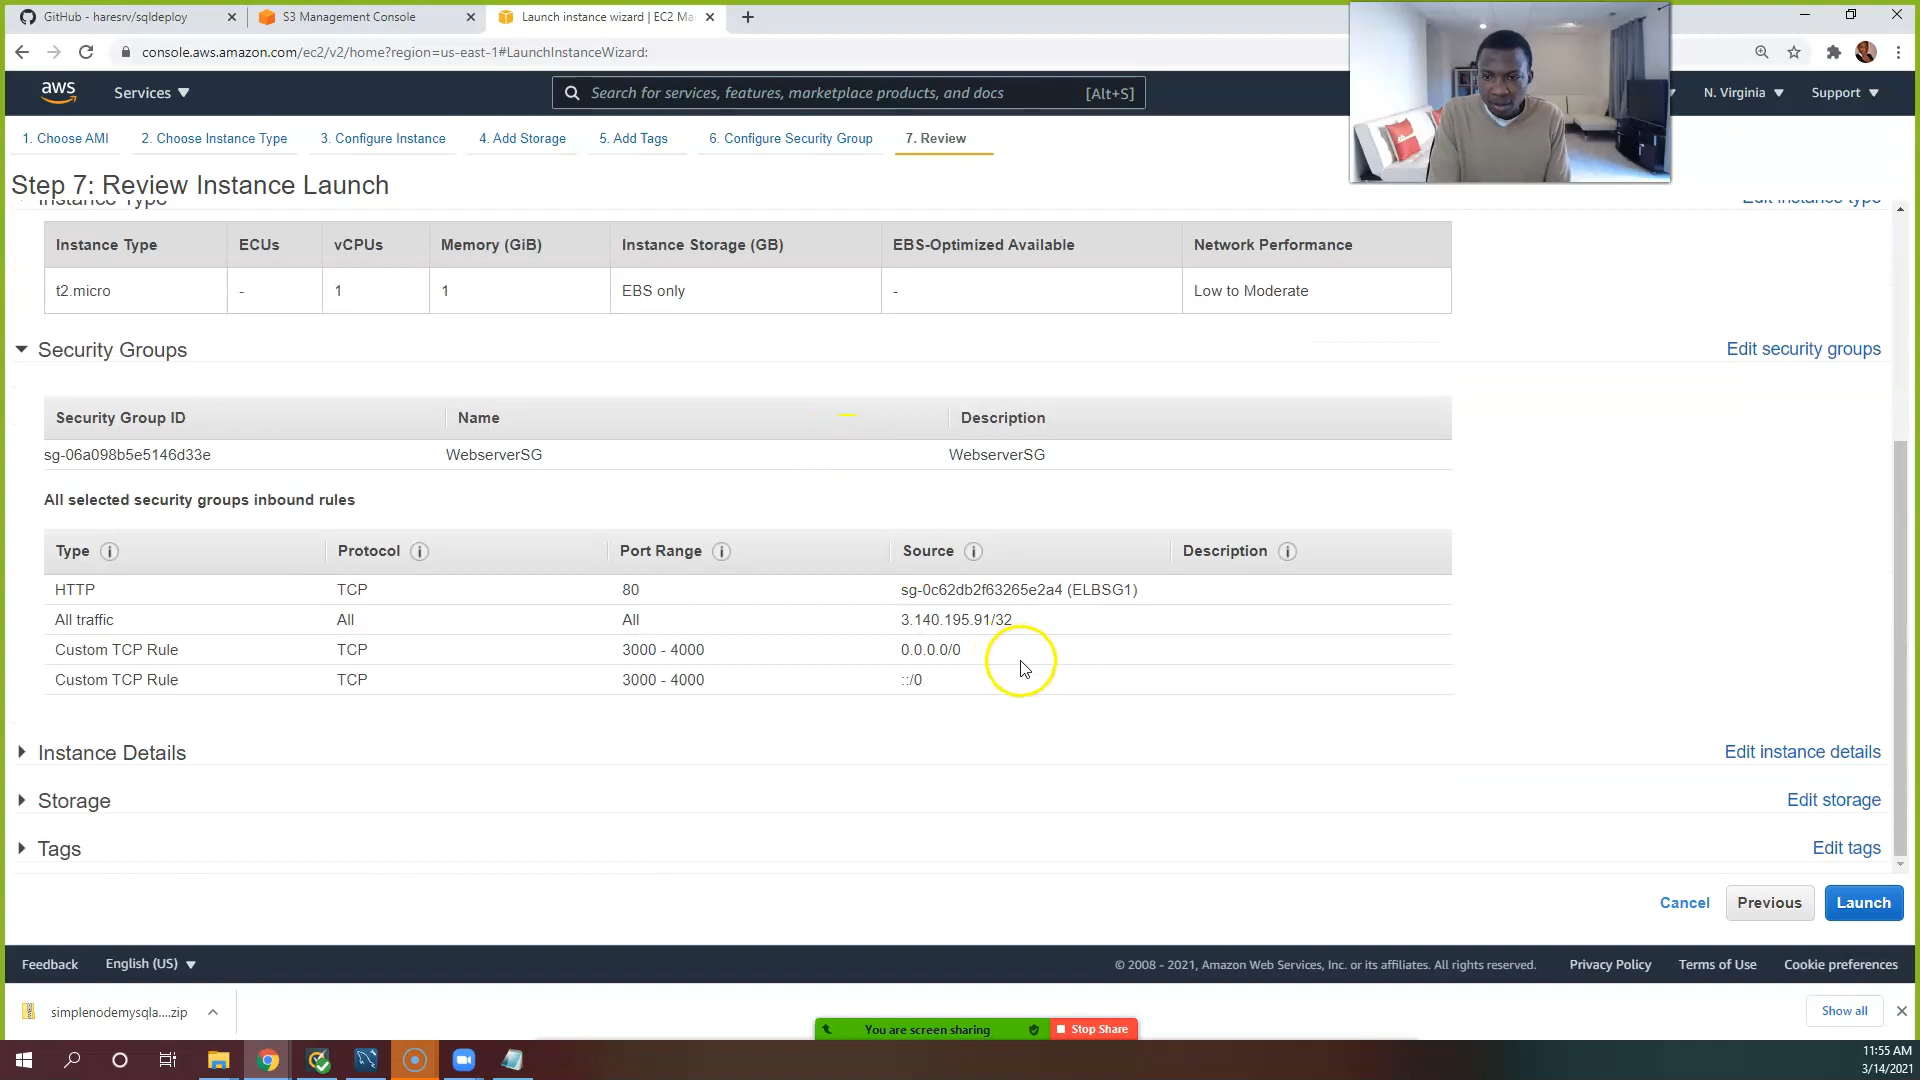 GitHub - haresrv/sqldeploy
S3 Management Console
Launch instance wizard | EC2 Ma
console.aws.amazon.com/ec2/v2/home?region=us-east-1#LaunchInstanceWizard:
aws
Services
Search for services, features, marketplace products, and docs
[Alt+S]
N. Virginia
Support
1. Choose AMI
2. Choose Instance Type
3. Configure Instance
4. Add Storage
5. Add Tags
6. Configure Security Group
7. Review
Step 7: Review Instance Launch
Instance Type
Edit instance type
Instance Type ECUs vCPUs Memory (GiB) Instance Storage (GB) EBS-Optimized Available Network Performance
t2.micro - 1 1 EBS only - Low to Moderate
Security Groups
Edit security groups
Security Group ID Name Description
sg-06a098b5e5146d33e WebserverSG WebserverSG
All selected security groups inbound rules
Type Protocol Port Range Source Description
HTTP TCP 80 sg-0c62db2f63265e2a4 (ELBSG1)
All traffic All All 3.140.195.91/32
Custom TCP Rule TCP 3000 - 4000 0.0.0.0/0
Custom TCP Rule TCP 3000 - 4000 ::/0
Instance Details
Edit instance details
Storage
Edit storage
Tags
Edit tags
Cancel
Previous
Launch
Feedback
English (US)
© 2008 - 2021, Amazon Web Services, Inc. or its affiliates. All rights reserved.
Privacy Policy
Terms of Use
Cookie preferences
simplenodemysqla....zip
Show all
You are screen sharing
Stop Share
11:55 AM
3/14/2021